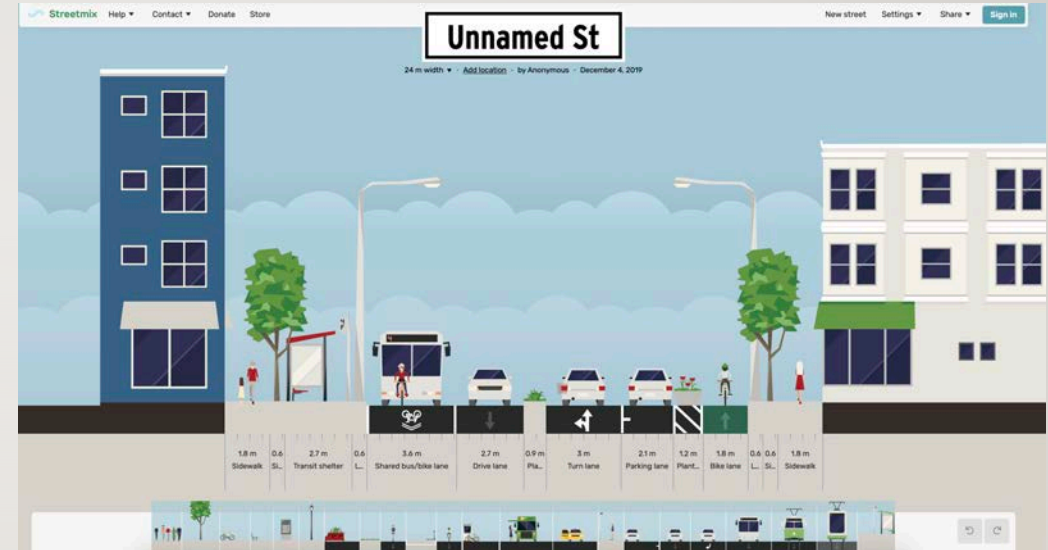 Streetmix Help ▾ Contact ▾ Donate Store
New street Settings ▾ Share ▾ Sign in
Unnamed St
24 m width ▾ · Add location · by Anonymous · December 4, 2019
1.8 m 0.6 2.7 m 0.6 3.6 m 2.7 m 0.9 m 3 m 2.1 m 1.2 m 1.8 m 0.6 0.6 1.8 m
Sidewalk Si... Transit shelter L... Shared bus/bike lane Drive lane Pla... Turn lane Parking lane Plant... Bike lane L... Si... Sidewalk